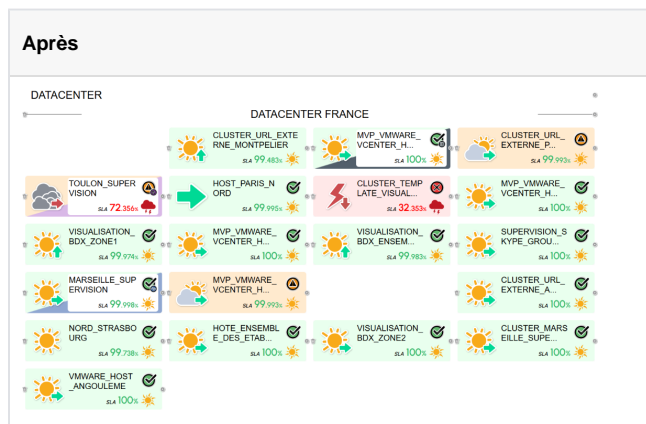 Après
DATACENTER
DATACENTER FRANCE
CLUSTER_URL_EXTE
RNE_MONTPELIER
SLA 99.483%
MVP_VMWARE_
VCENTER_H...
SLA 100%
CLUSTER_URL_
EXTERNE_P...
SLA 99.993%
TOULON_SUPER
VISION
SLA 72.356%
HOST_PARIS_N
ORD
SLA 99.995%
CLUSTER_TEMP
LATE_VISUAL...
SLA 32.353%
MVP_VMWARE_
VCENTER_H...
SLA 100%
VISUALISATION_
BDX_ZONE1
SLA 99.974%
MVP_VMWARE_
VCENTER_H...
SLA 100%
VISUALISATION_
BDX_ENSEM...
SLA 99.983%
SUPERVISION_S
KYPE_GROU...
SLA 100%
MARSEILLE_SUP
ERVISION
SLA 99.998%
MVP_VMWARE_
VCENTER_H...
SLA 99.993%
CLUSTER_URL_
EXTERNE_A...
SLA 100%
NORD_STRASBO
URG
SLA 99.738%
HOTE_ENSEMBL
E_DES_ETAB...
SLA 100%
VISUALISATION_
BDX_ZONE2
SLA 100%
CLUSTER_MARS
EILLE_SUPE...
SLA 100%
VMWARE_HOST
_ANGOULEME
SLA 100%